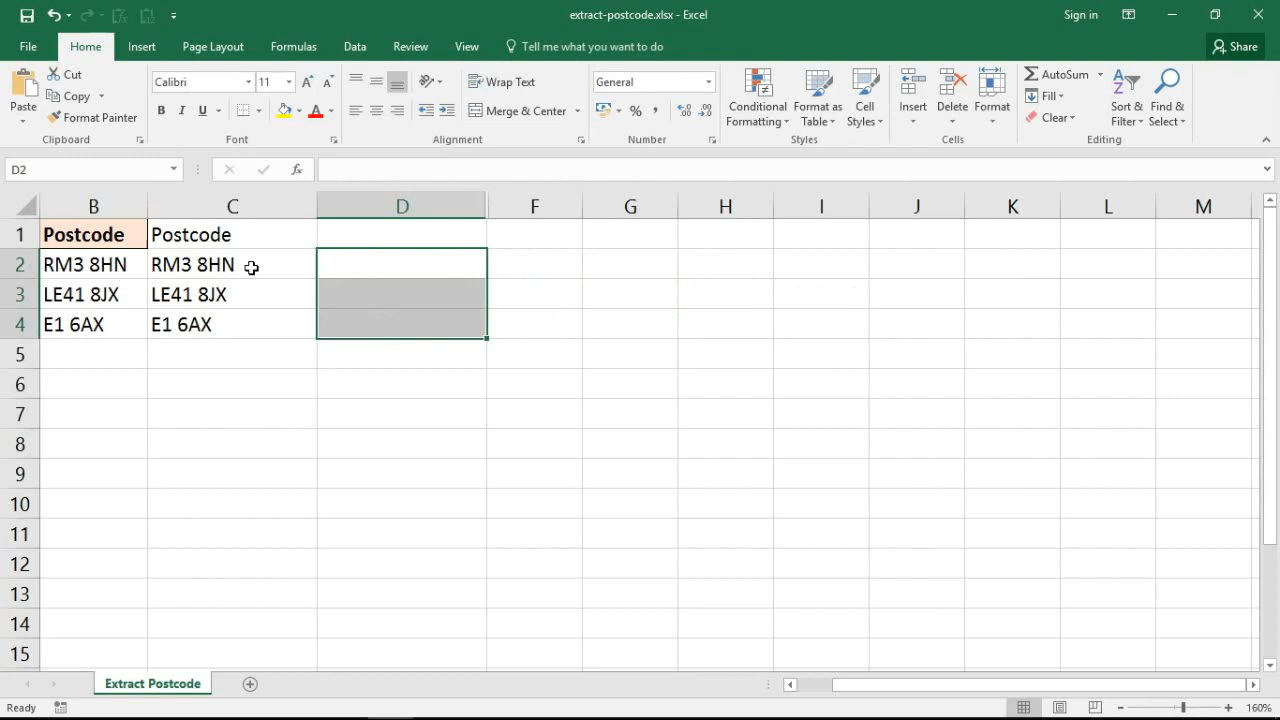 extract-postcode.xlsx - Excel
Sign in
File Home Insert Page Layout Formulas Data Review View Tell me what you want to do Share
Paste
Cut
Copy
Format Painter
Clipboard
Calibri 11
B I U
Font
Wrap Text
Merge & Center
Alignment
General
%
Number
Conditional Formatting
Format as Table
Cell Styles
Styles
Insert
Delete
Format
Cells
AutoSum
Fill
Clear
Sort & Filter
Find & Select
Editing
D2
fx
B C D F G H I J K L M
1 Postcode Postcode
2 RM3 8HN RM3 8HN
3 LE41 8JX LE41 8JX
4 E1 6AX E1 6AX
5
6
7
8
9
10
11
12
13
14
15
Extract Postcode
Ready
160%